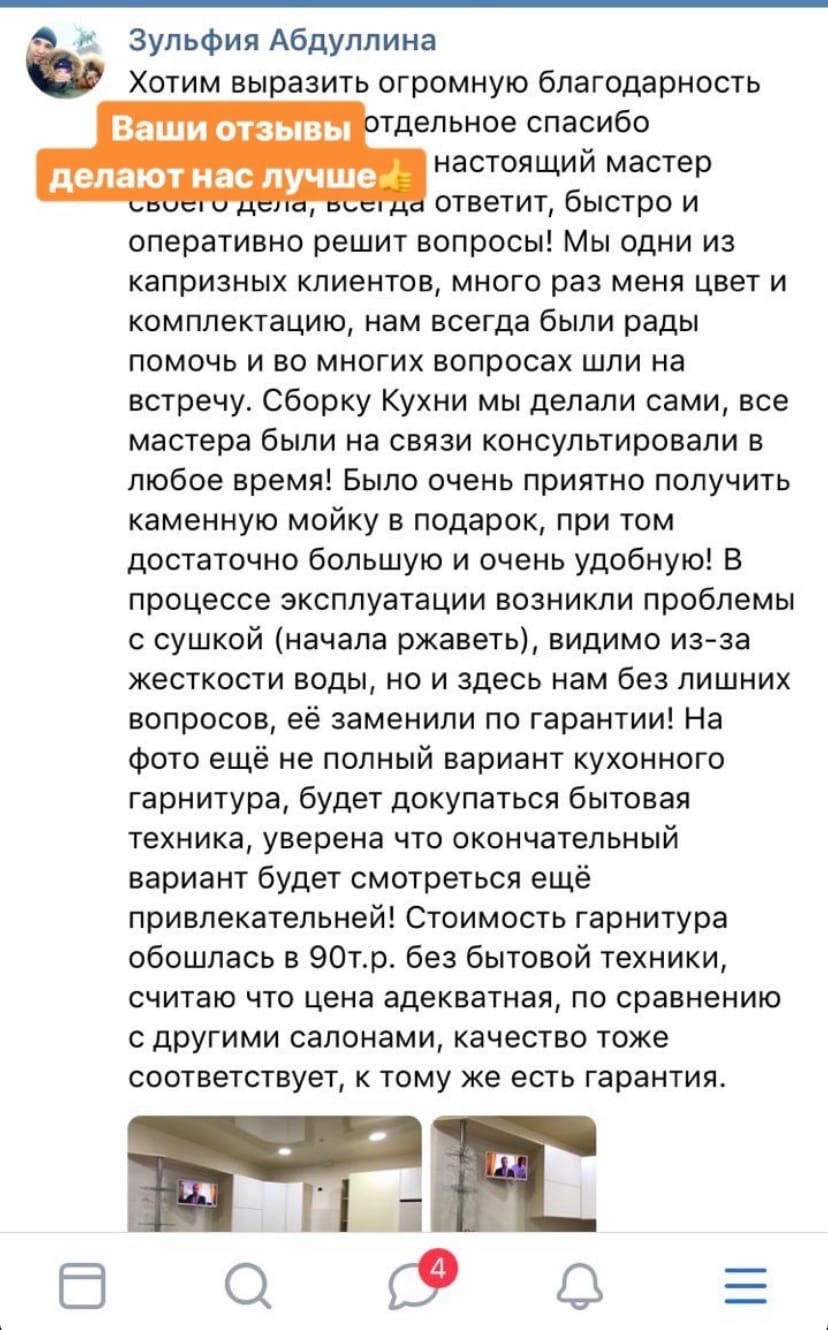 Зульфия Абдуллина
Хотим выразить огромную благодарность
Ваши отзывы
отдельное спасибо
делают нас лучше👍
настоящий мастер
своего дела, всегда ответит, быстро и
оперативно решит вопросы! Мы одни из
капризных клиентов, много раз меня цвет и
комплектацию, нам всегда были рады
помочь и во многих вопросах шли на
встречу. Сборку Кухни мы делали сами, все
мастера были на связи консультировали в
любое время! Было очень приятно получить
каменную мойку в подарок, при том
достаточно большую и очень удобную! В
процессе эксплуатации возникли проблемы
с сушкой (начала ржаветь), видимо из-за
жесткости воды, но и здесь нам без лишних
вопросов, её заменили по гарантии! На
фото ещё не полный вариант кухонного
гарнитура, будет докупаться бытовая
техника, уверена что окончательный
вариант будет смотреться ещё
привлекательней! Стоимость гарнитура
обошлась в 90т.р. без бытовой техники,
считаю что цена адекватная, по сравнению
с другими салонами, качество тоже
соответствует, к тому же есть гарантия.
4